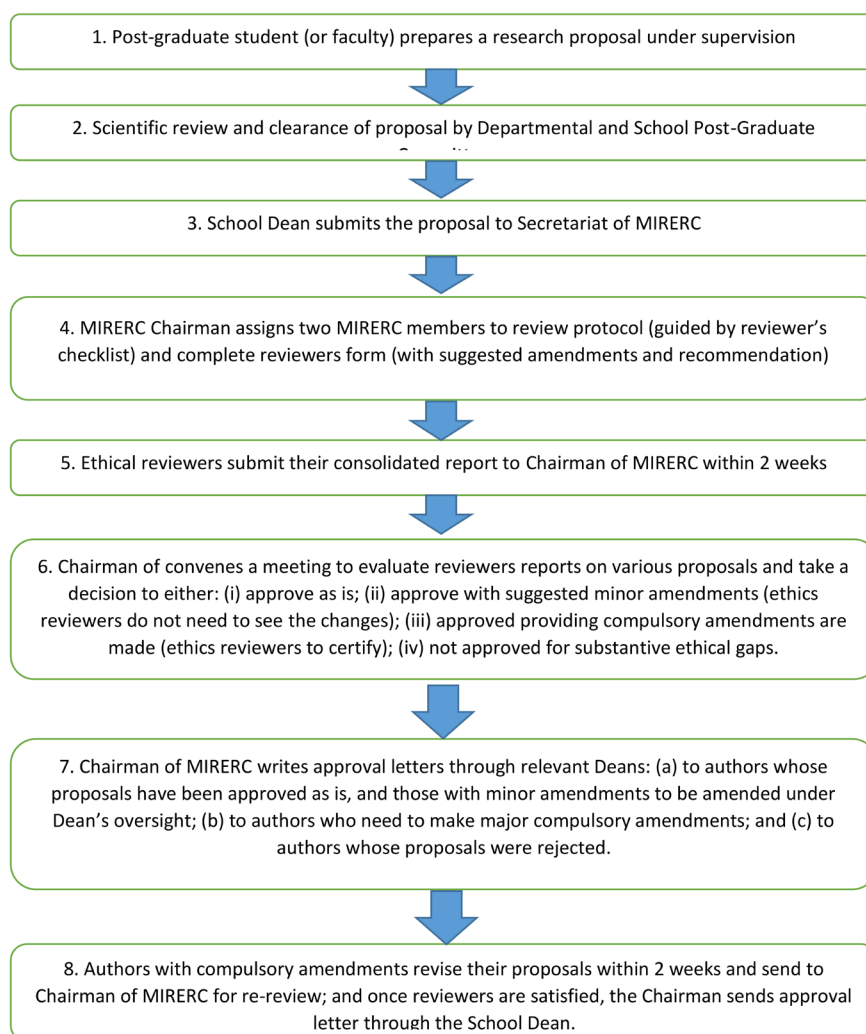 1. Post-graduate student (or faculty) prepares a research proposal under supervision
2. Scientific review and clearance of proposal by Departmental and School Post-Graduate
3. School Dean submits the proposal to Secretariat of MIRERC
4. MIRERC Chairman assigns two MIRERC members to review protocol (guided by reviewer’s
checklist) and complete reviewers form (with suggested amendments and recommendation)
5. Ethical reviewers submit their consolidated report to Chairman of MIRERC within 2 weeks
6. Chairman of convenes a meeting to evaluate reviewers reports on various proposals and take a
decision to either: (i) approve as is; (ii) approve with suggested minor amendments (ethics
reviewers do not need to see the changes); (iii) approved providing compulsory amendments are
made (ethics reviewers to certify); (iv) not approved for substantive ethical gaps.
7. Chairman of MIRERC writes approval letters through relevant Deans: (a) to authors whose
proposals have been approved as is, and those with minor amendments to be amended under
Dean’s oversight; (b) to authors who need to make major compulsory amendments; and (c) to
authors whose proposals were rejected.
8. Authors with compulsory amendments revise their proposals within 2 weeks and send to
Chairman of MIRERC for re-review; and once reviewers are satisfied, the Chairman sends approval
letter through the School Dean.